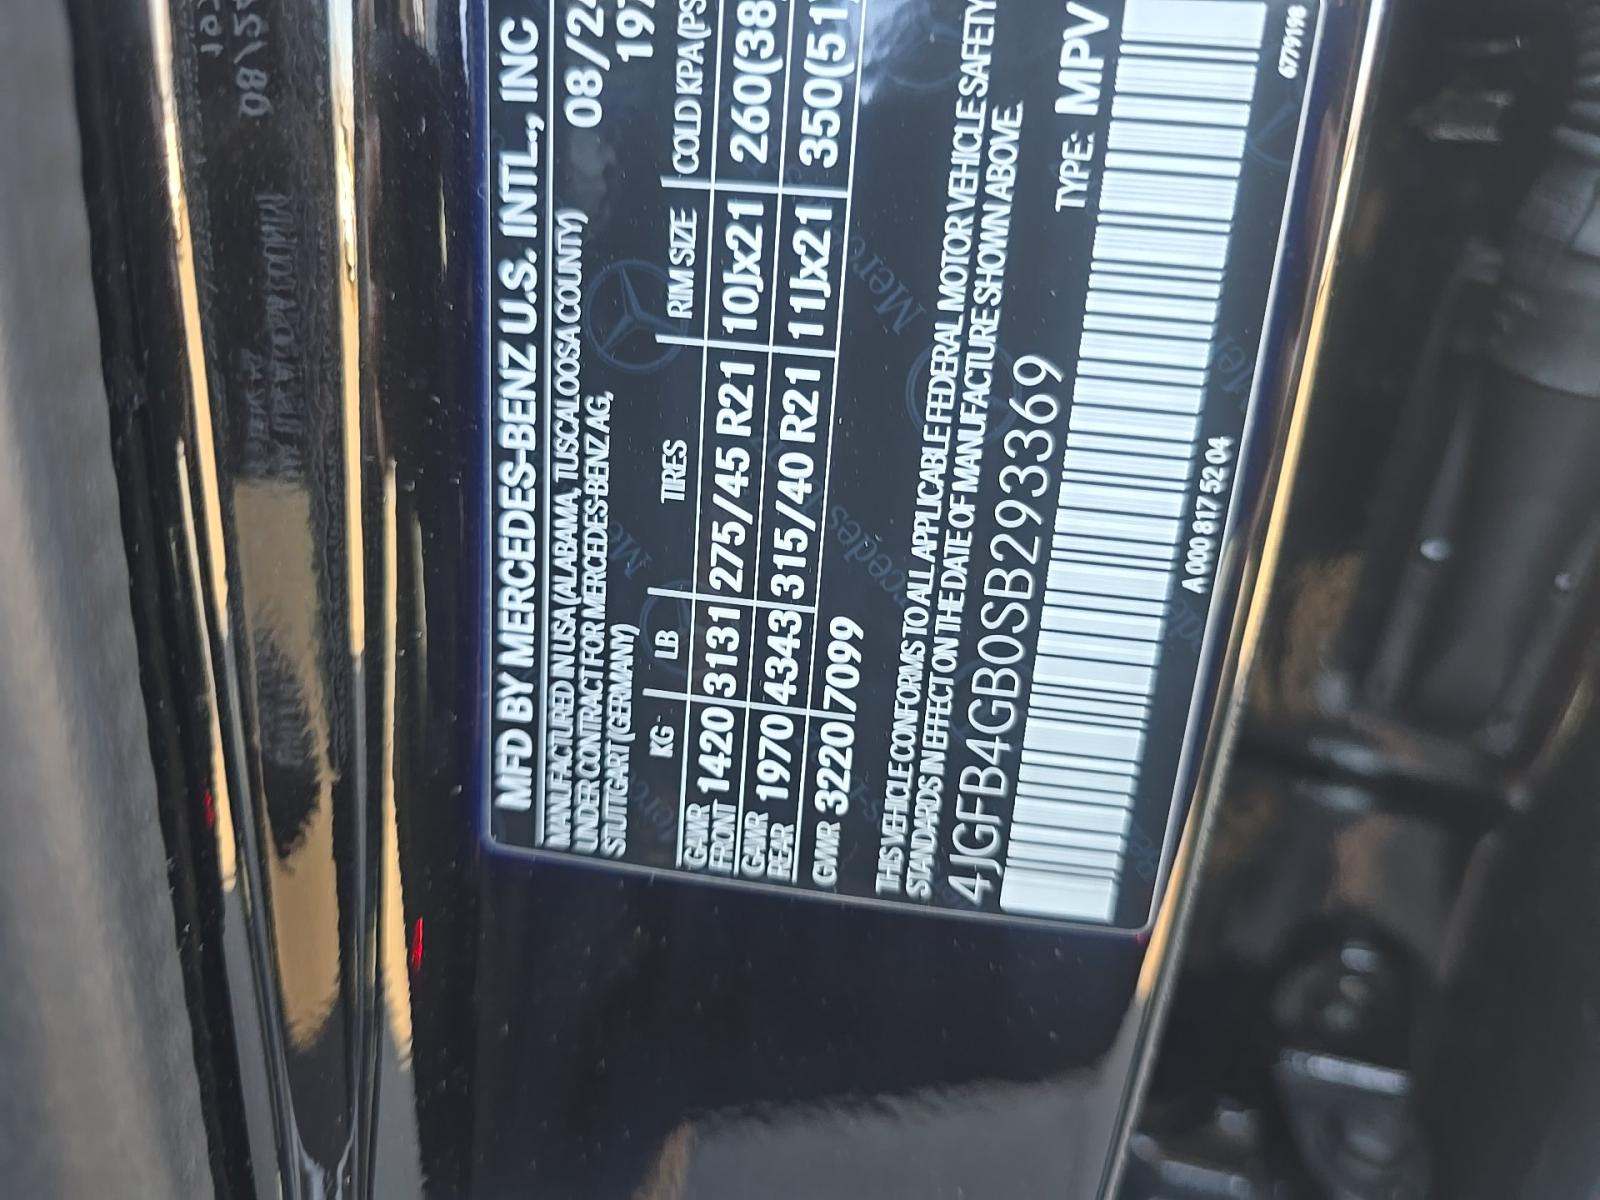 MFD BY MERCEDES-BENZ U.S. INTL., INC
MANUFACTURED IN USA (ALABAMA, TUSCALOOSA COUNTY) 08/24
UNDER CONTRACT FOR MERCEDES-BENZ AG,
STUTTGART (GERMANY)
KG LB TIRES RIM SIZE COLD KPA (PS
GAWR FRONT 1420 3131 275/45 R21 10Jx21 260(38
GAWR REAR 1970 4343 315/40 R21 11Jx21 350(51
GVWR 3220 7099
THIS VEHICLE CONFORMS TO ALL APPLICABLE FEDERAL MOTOR VEHICLE SAFETY
STANDARDS IN EFFECT ON THE DATE OF MANUFACTURE SHOWN ABOVE.
4JGFB4GB0SB293369 TYPE: MPV
A 000 817 52 04 6779198